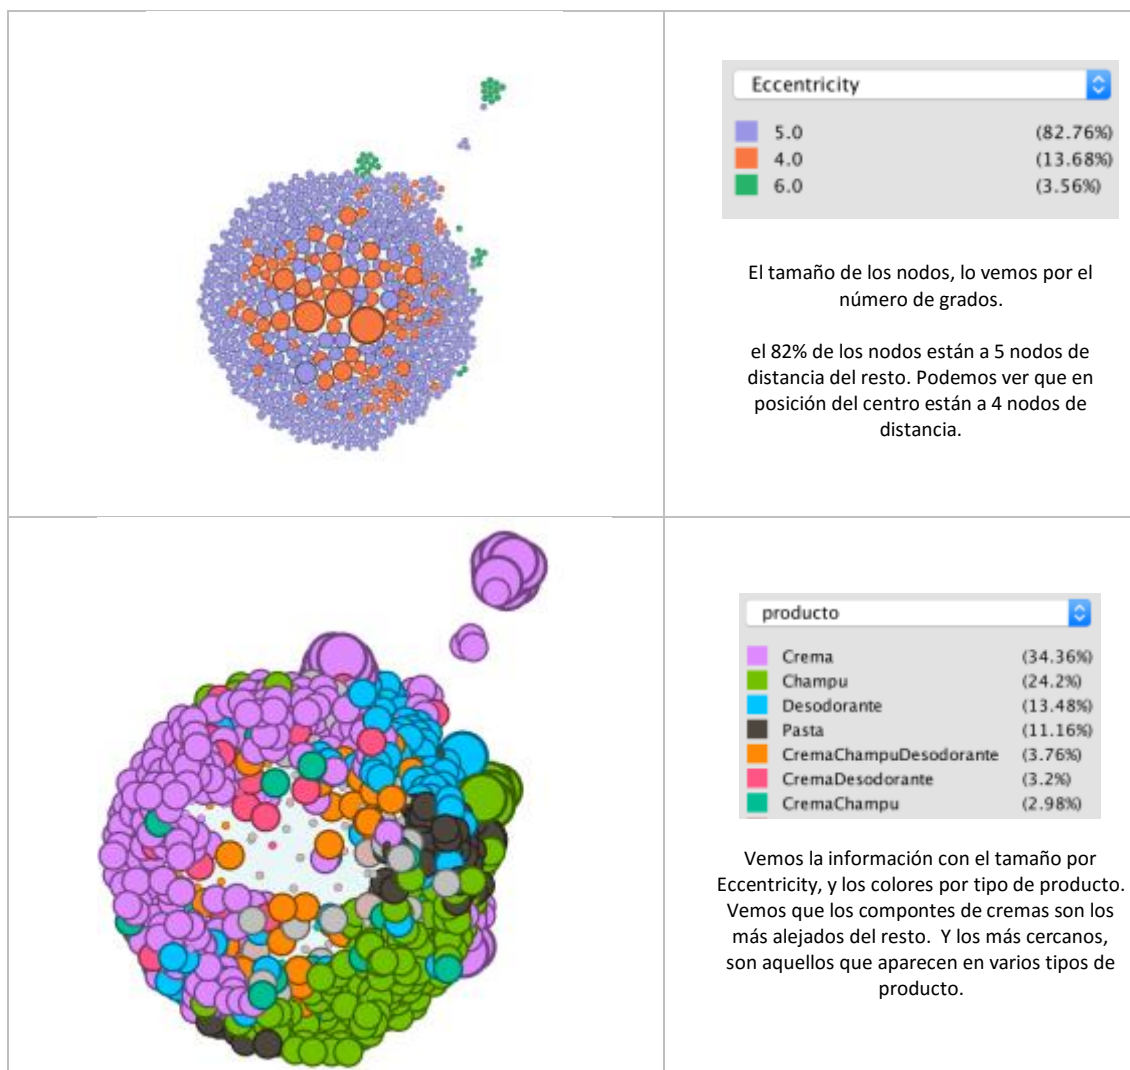 Eccentricity
5.0 (82.76%)
4.0 (13.68%)
6.0 (3.56%)
El tamaño de los nodos, lo vemos por el
número de grados.
el 82% de los nodos están a 5 nodos de
distancia del resto. Podemos ver que en
posición del centro están a 4 nodos de
distancia.
producto
Crema (34.36%)
Champu (24.2%)
Desodorante (13.48%)
Pasta (11.16%)
CremaChampuDesodorante (3.76%)
CremaDesodorante (3.2%)
CremaChampu (2.98%)
Vemos la información con el tamaño por
Eccentricity, y los colores por tipo de producto.
Vemos que los compontes de cremas son los
más alejados del resto. Y los más cercanos,
son aquellos que aparecen en varios tipos de
producto.